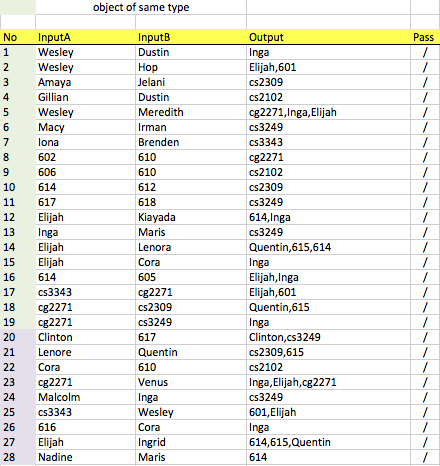 object of same type
No InputA InputB Output Pass
1 Wesley Dustin Inga /
2 Wesley Hop Elijah,601 /
3 Amaya Jelani cs2309 /
4 Gillian Dustin cs2102 /
5 Wesley Meredith cg2271,Inga,Elijah /
6 Macy Irman cs3249 /
7 Iona Brenden cs3343 /
8 602 610 cg2271 /
9 606 610 cs2102 /
10 614 612 cs2309 /
11 617 618 cs3249 /
12 Elijah Kiayada 614,Inga /
13 Inga Maris cs3249 /
14 Elijah Lenora Quentin,615,614 /
15 Elijah Cora Inga /
16 614 605 Elijah,Inga /
17 cs3343 cg2271 Elijah,601 /
18 cg2271 cs2309 Quentin,615 /
19 cg2271 cs3249 Inga /
20 Clinton 617 Clinton,cs3249 /
21 Lenore Quentin cs2309,615 /
22 Cora 610 cs2102 /
23 cg2271 Venus Inga,Elijah,cg2271 /
24 Malcolm Inga cs3249 /
25 cs3343 Wesley 601,Elijah /
26 616 Cora Inga /
27 Elijah Ingrid 614,615,Quentin /
28 Nadine Maris 614 /